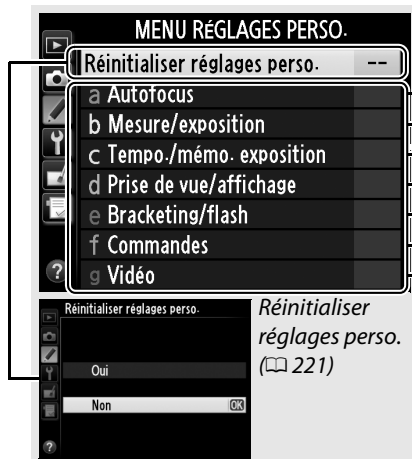 MENU RÉGLAGES PERSO.
Réinitialiser réglages perso. --
a Autofocus
b Mesure/exposition
c Tempo./mémo. exposition
d Prise de vue/affichage
e Bracketing/flash
f Commandes
g Vidéo
?
Réinitialiser réglages perso.
Oui
Non OK
?
Réinitialiser
réglages perso.
(221)